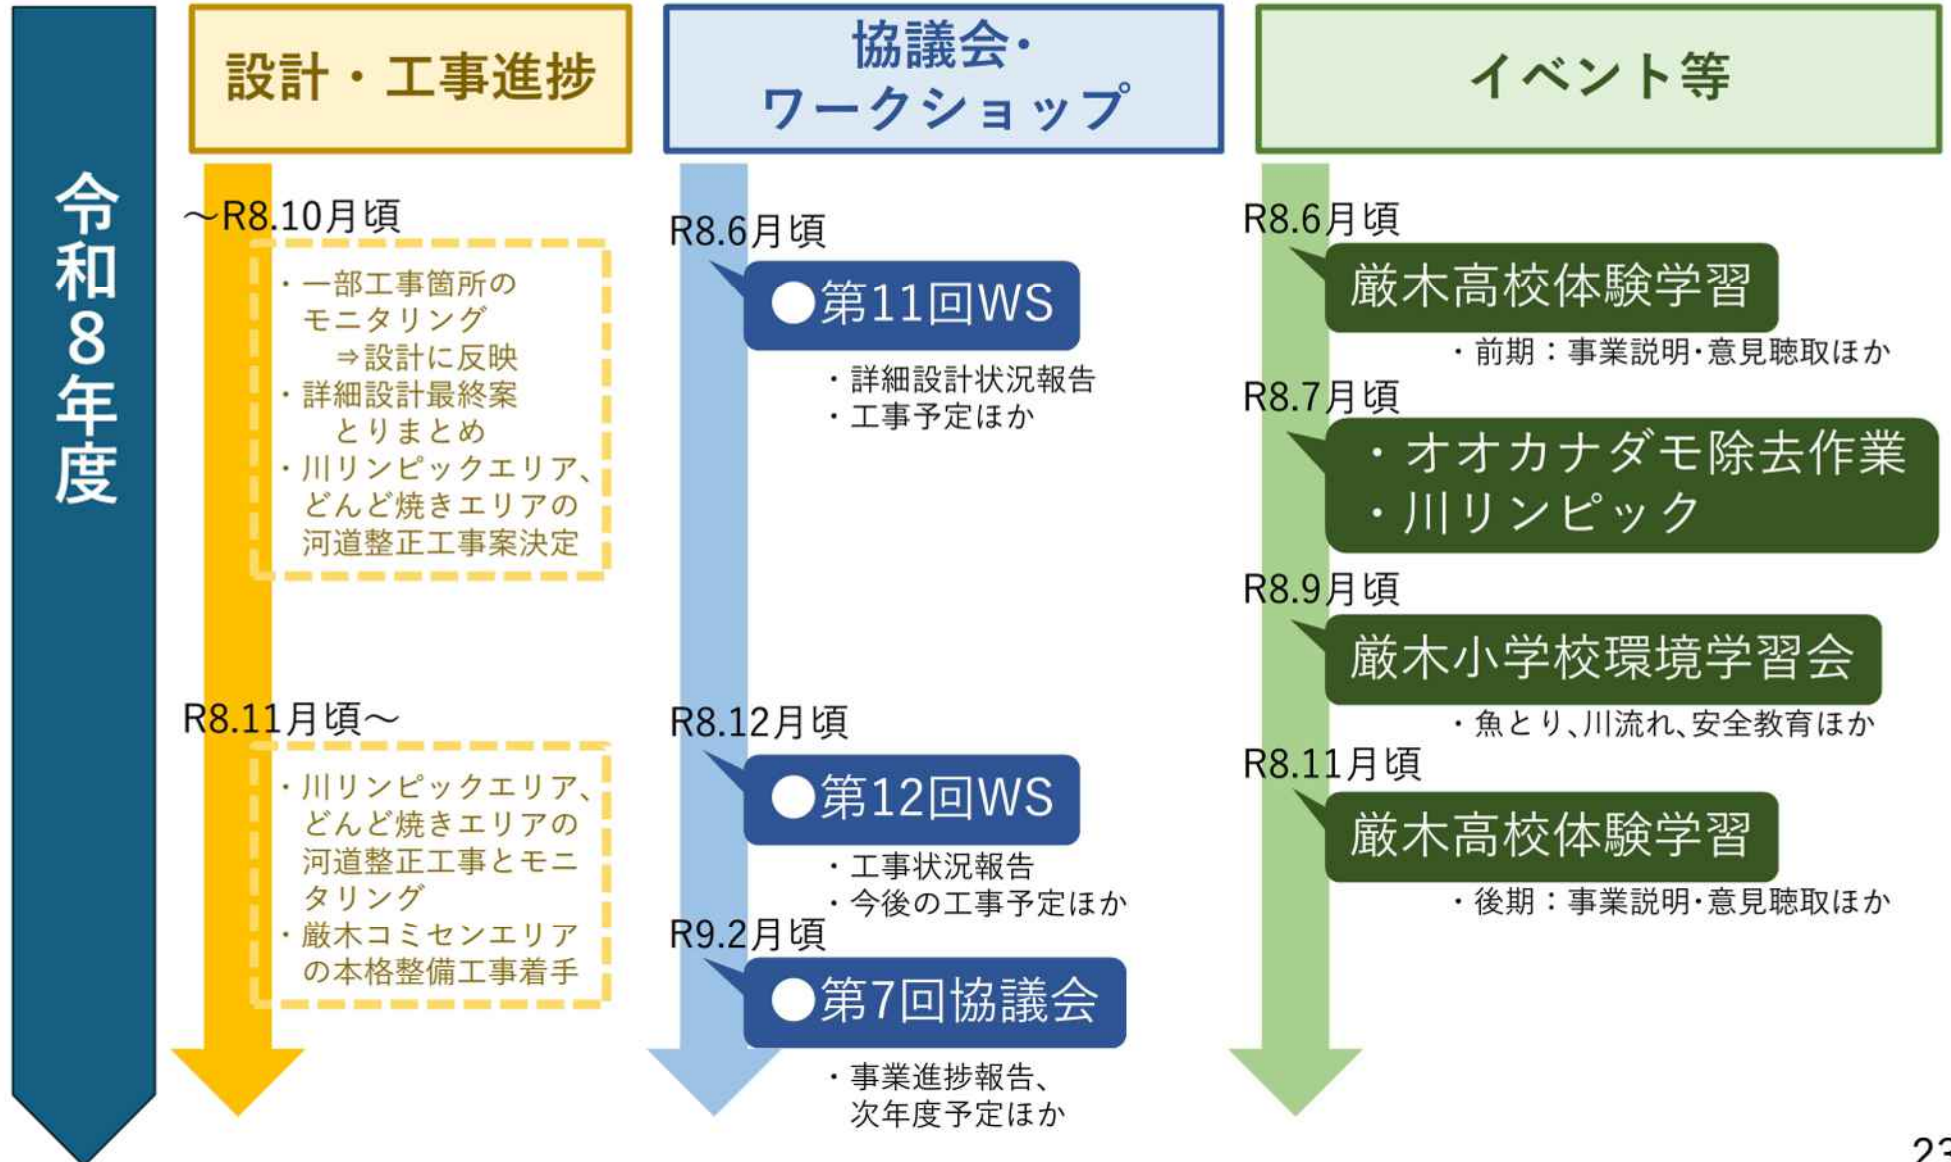 令和8年度
設計・工事進捗
～R8.10月頃
・一部工事箇所の
モニタリング
⇒設計に反映
・詳細設計最終案
とりまとめ
・川リンピックエリア、
どんど焼きエリアの
河道整正工事案決定
R8.11月頃～
・川リンピックエリア、
どんど焼きエリアの
河道整正工事とモニ
タリング
・厳木コミセンエリア
の本格整備工事着手
協議会・
ワークショップ
R8.6月頃
●第11回WS
・詳細設計状況報告
・工事予定ほか
R8.12月頃
●第12回WS
・工事状況報告
・今後の工事予定ほか
R9.2月頃
●第7回協議会
・事業進捗報告、
次年度予定ほか
イベント等
R8.6月頃
厳木高校体験学習
・前期：事業説明・意見聴取ほか
R8.7月頃
・オオカナダモ除去作業
・川リンピック
R8.9月頃
厳木小学校環境学習会
・魚とり、川流れ、安全教育ほか
R8.11月頃
厳木高校体験学習
・後期：事業説明・意見聴取ほか
23